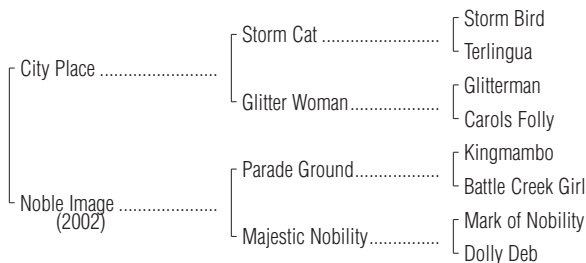 Storm Bird
Storm Cat ..................................
Terlingua
City Place ...................................
Glitterman
Glitter Woman..........................
Carols Folly
Kingmambo
Parade Ground.........................
Battle Creek Girl
Noble Image .............................
(2002)
Mark of Nobility
Majestic Nobility.....................
Dolly Deb